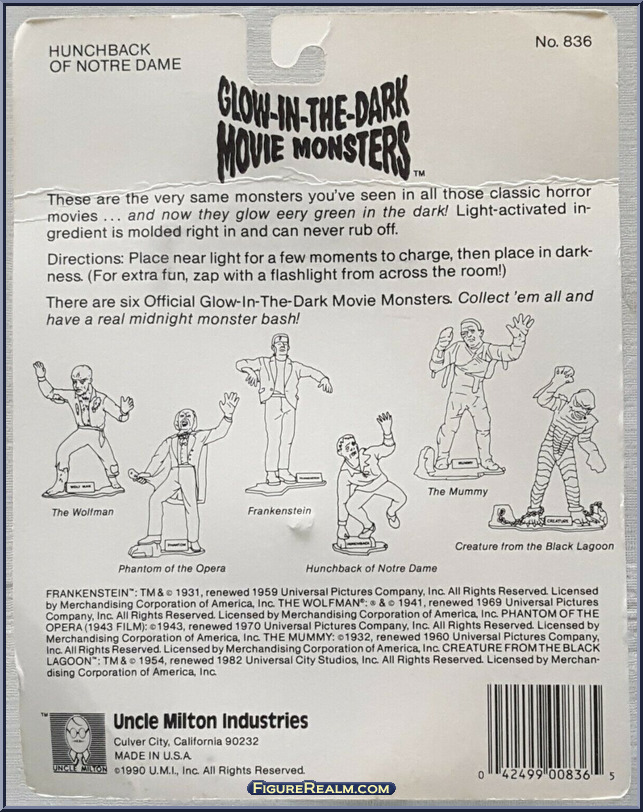 HUNCHBACK
OF NOTRE DAME
No. 836
GLOW-IN-THE-DARK
MOVIE MONSTERS™
These are the very same monsters you've seen in all those classic horror
movies ... and now they glow eery green in the dark! Light-activated in-
gredient is molded right in and can never rub off.
Directions: Place near light for a few moments to charge, then place in dark-
ness. (For extra fun, zap with a flashlight from across the room!)
There are six Official Glow-In-The-Dark Movie Monsters. Collect 'em all and
have a real midnight monster bash!
WOLF MAN
PHANTOM
FRANKENSTEIN
HUNCHBACK
MUMMY
CREATURE
The Wolfman
Phantom of the Opera
Frankenstein
Hunchback of Notre Dame
The Mummy
Creature from the Black Lagoon
FRANKENSTEIN™: TM & © 1931, renewed 1959 Universal Pictures Company, Inc. All Rights Reserved. Licensed
by Merchandising Corporation of America, Inc. THE WOLFMAN®: ® & © 1941, renewed 1969 Universal Pictures
Company, Inc. All Rights Reserved. Licensed by Merchandising Corporation of America, Inc. PHANTOM OF THE
OPERA (1943 FILM): © 1943, renewed 1970 Universal Pictures Company, Inc. All Rights Reserved. Licensed by
Merchandising Corporation of America, Inc. THE MUMMY: © 1932, renewed 1960 Universal Pictures Company,
Inc. All Rights Reserved. Licensed by Merchandising Corporation of America, Inc. CREATURE FROM THE BLACK
LAGOON™: TM & © 1954, renewed 1982 Universal City Studios, Inc. All Rights Reserved. Licensed by Merchan-
dising Corporation of America, Inc.
™
UNCLE MILTON
Uncle Milton Industries
Culver City, California 90232
MADE IN U.S.A.
© 1990 U.M.I., Inc. All Rights Reserved.
0 42499 00836 5
FIGUREREALM.COM